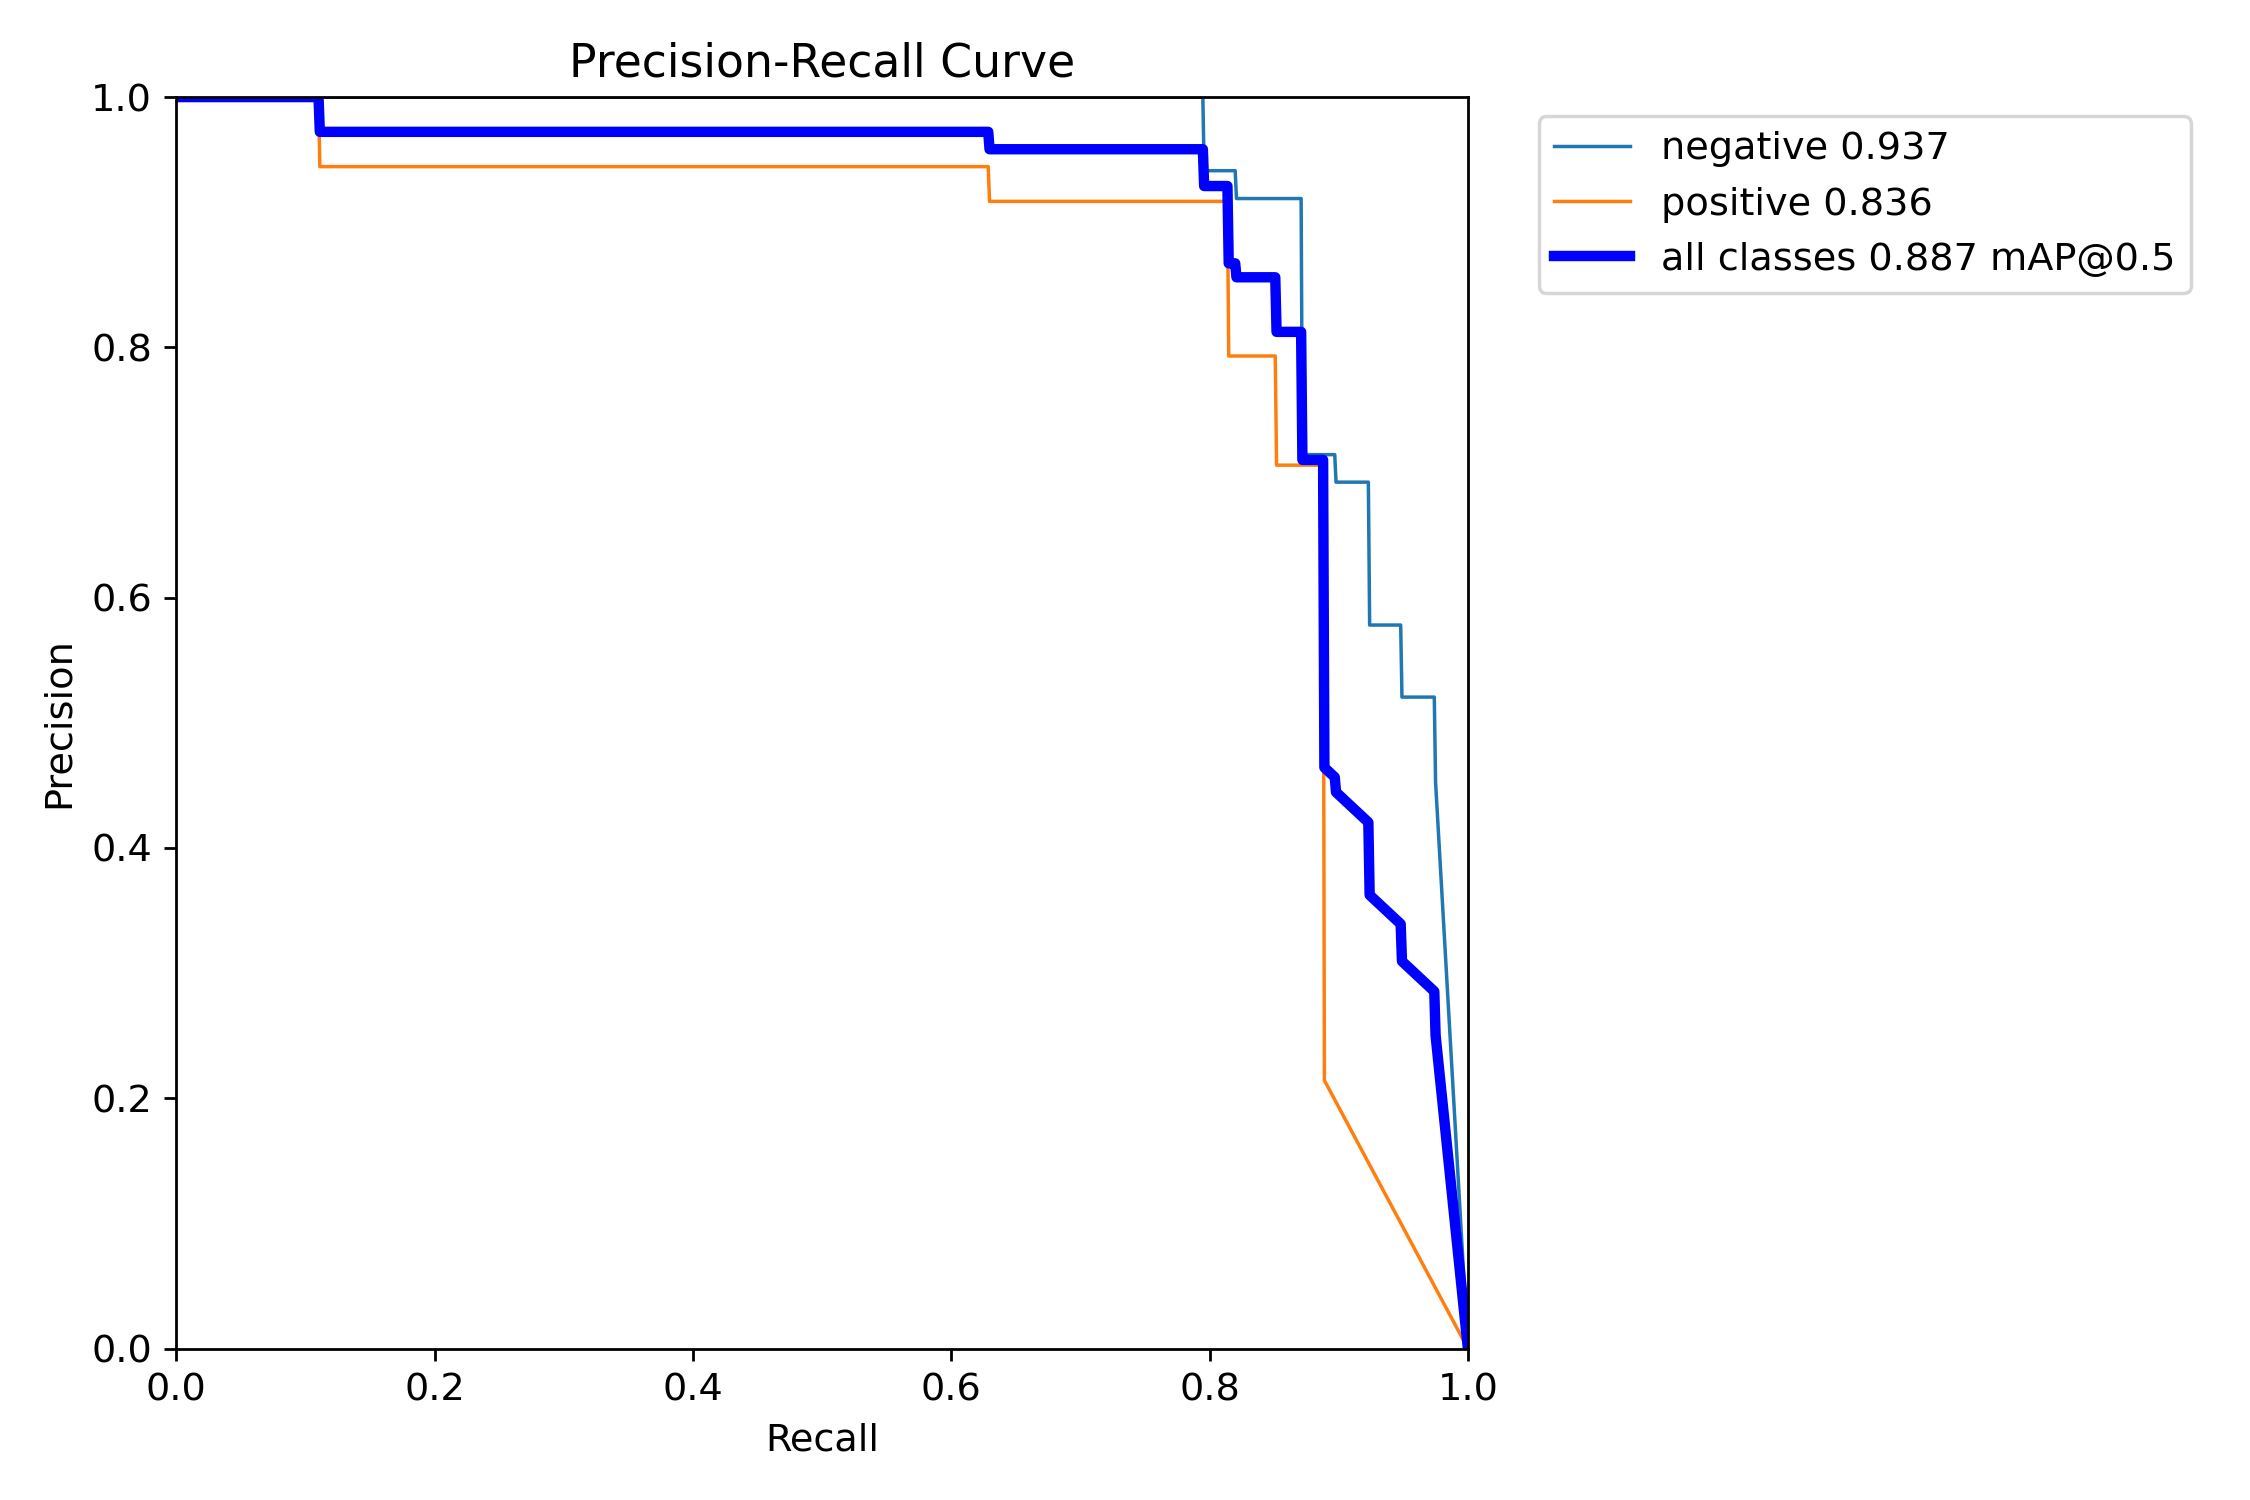 Precision-Recall Curve
1.0
0.8
0.6
0.4
0.2
0.0
Precision
0.0 0.2 0.4 0.6 0.8 1.0
Recall
negative 0.937
positive 0.836
all classes 0.887 mAP@0.5